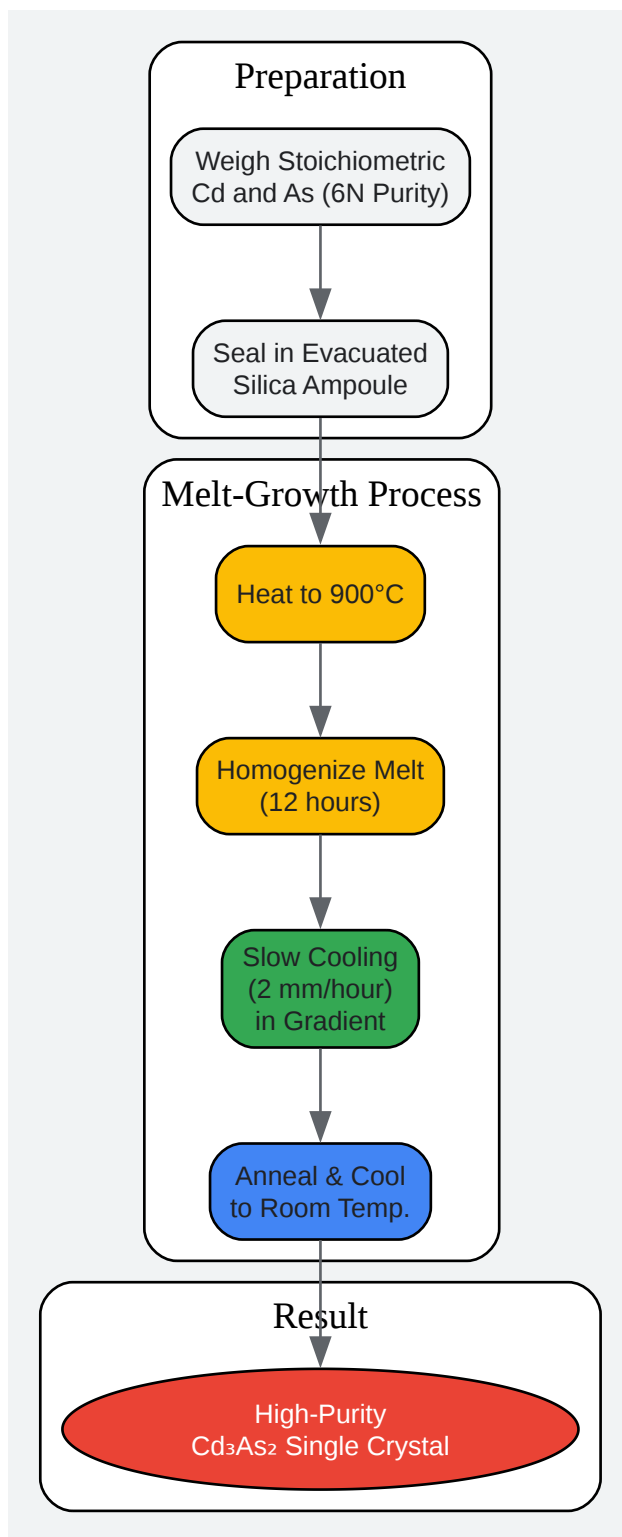 Preparation
Weigh Stoichiometric
Cd and As (6N Purity)
Seal in Evacuated
Silica Ampoule
Melt-Growth Process
Heat to 900°C
Homogenize Melt
(12 hours)
Slow Cooling
(2 mm/hour)
in Gradient
Anneal & Cool
to Room Temp.
Result
High-Purity
Cd₃As₂ Single Crystal